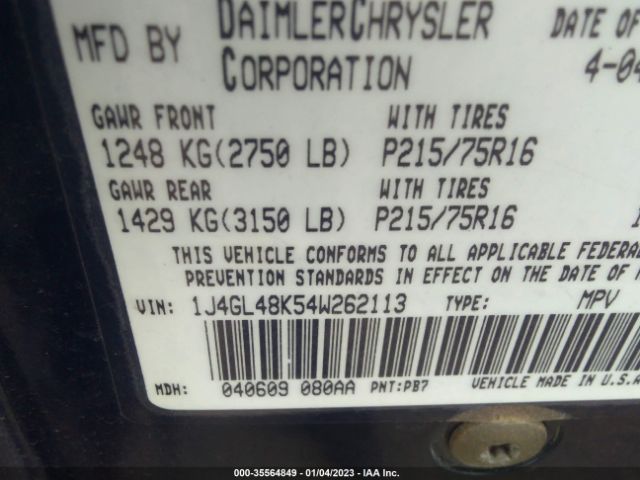 MFD BY DAIMLERCHRYSLER CORPORATION DATE OF
4-04
GAWR FRONT WITH TIRES
1248 KG(2750 LB) P215/75R16
GAWR REAR WITH TIRES
1429 KG(3150 LB) P215/75R16
THIS VEHICLE CONFORMS TO ALL APPLICABLE FEDERAL
PREVENTION STANDARDS IN EFFECT ON THE DATE OF
VIN: 1J4GL48K54W262113 TYPE: MPV
MDH: 040609 080AA PNT:PB7 VEHICLE MADE IN U.S.A
000-35564849 - 01/04/2023 - IAA Inc.